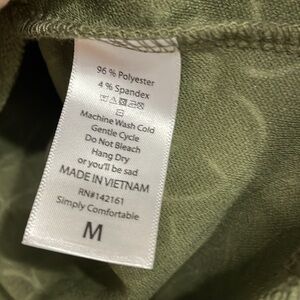 96 % Polyester
4 % Spandex
Machine Wash Cold
Gentle Cycle
Do Not Bleach
Hang Dry
or you'll be sad
MADE IN VIETNAM
RN#142161
Simply Comfortable
M